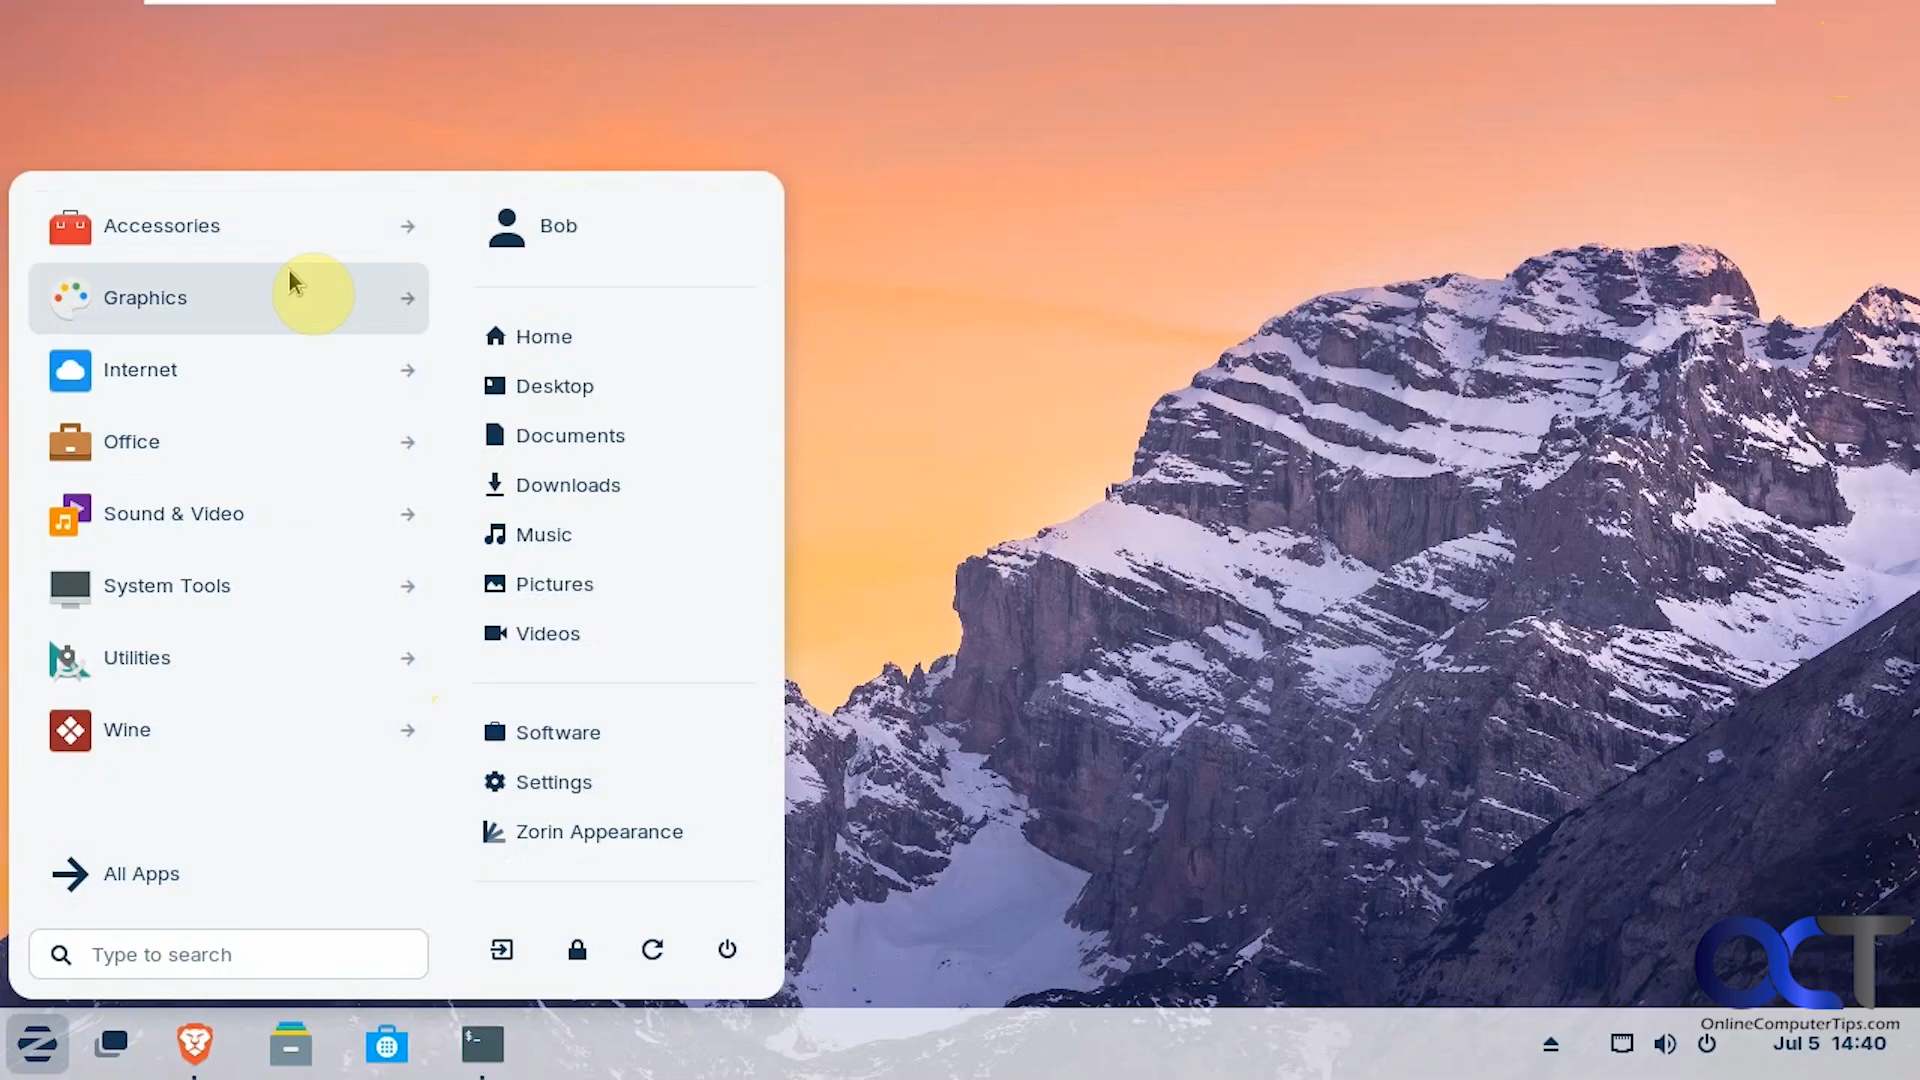 Accessories
Graphics
Internet
Office
Sound & Video
System Tools
Utilities
Wine
All Apps
Type to search
Bob
Home
Desktop
Documents
Downloads
Music
Pictures
Videos
Software
Settings
Zorin Appearance
$-
OCT
OnlineComputerTips.com
Jul 5 14:40